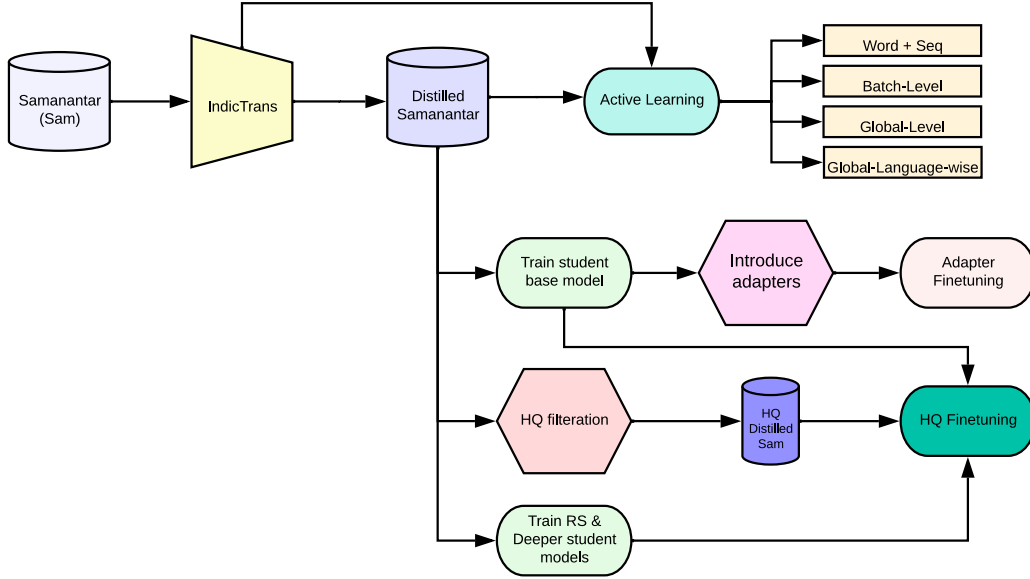 Samanantar
(Sam)
IndicTrans
Distilled
Samanantar
Active Learning
Word + Seq
Batch-Level
Global-Level
Global-Language-wise
Train student
base model
Introduce
adapters
Adapter
Finetuning
HQ filteration
HQ
Distilled
Sam
HQ Finetuning
Train RS &
Deeper student
models